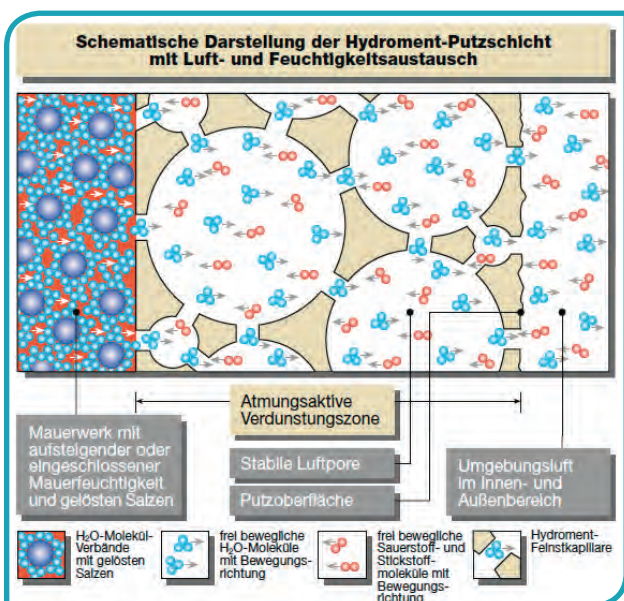 Schematische Darstellung der Hydroment-Putzschicht
mit Luft- und Feuchtigkeitsaustausch
Atmungsaktive
Verdunstungszone
Mauerwerk mit
aufsteigender oder
eingeschlossener
Mauerfeuchtigkeit
und gelösten Salzen
Stabile Luftpore
Putzoberfläche
Umgebungsluft
im Innen- und
Außenbereich
H₂O-Molekül-
Verbände
mit gelösten
Salzen
frei bewegliche
H₂O-Moleküle
mit Bewegungs-
richtung
frei bewegliche
Sauerstoff- und
Stickstoff-
moleküle mit
Bewegungs-
richtung
Hydroment-
Feinstkapillare